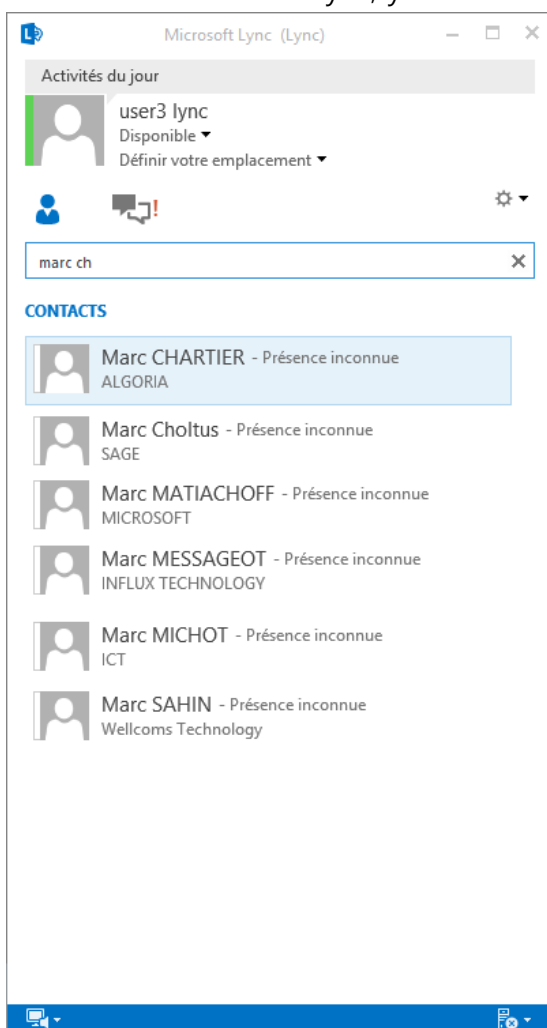 Microsoft Lync (Lync)
Activités du jour
user3 lync
Disponible
Définir votre emplacement
marc ch
CONTACTS
Marc CHARTIER - Présence inconnue
ALGORIA
Marc Choltus - Présence inconnue
SAGE
Marc MATIACHOFF - Présence inconnue
MICROSOFT
Marc MESSAGEOT - Présence inconnue
INFLUX TECHNOLOGY
Marc MICHOT - Présence inconnue
ICT
Marc SAHIN - Présence inconnue
Wellcoms Technology